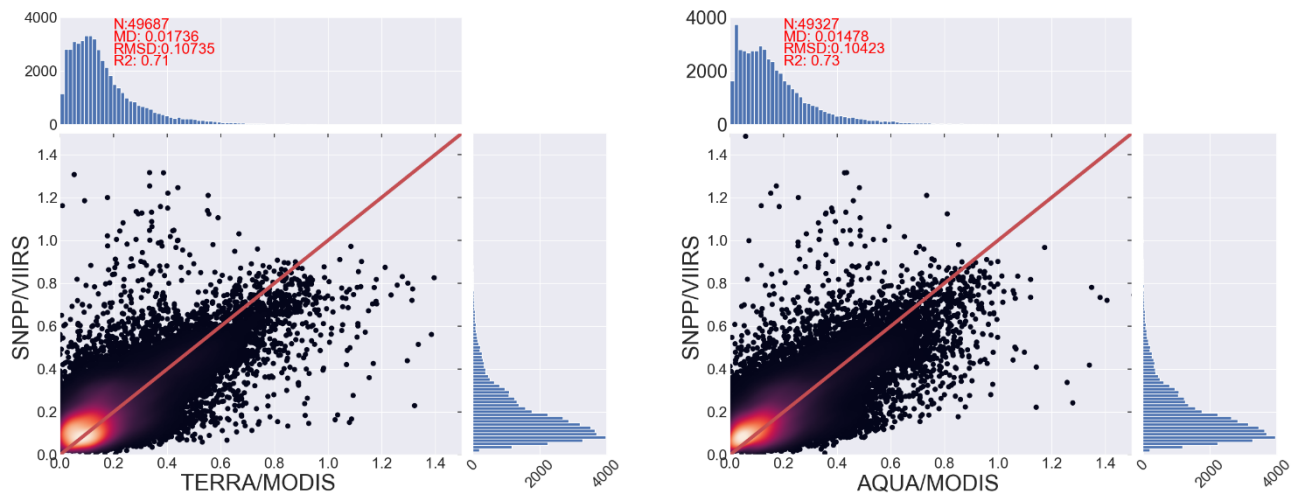 4000
2000
0
N:49687
MD: 0.01736
RMSD:0.10735
R2: 0.71
1.4
1.2
1.0
0.8
0.6
0.4
0.2
0.0
SNPP/VIIRS
0.0 0.2 0.4 0.6 0.8 1.0 1.2 1.4
TERRA/MODIS
0 2000 4000
4000
2000
0
N:49327
MD: 0.01478
RMSD:0.10423
R2: 0.73
1.4
1.2
1.0
0.8
0.6
0.4
0.2
0.0
SNPP/VIIRS
0.0 0.2 0.4 0.6 0.8 1.0 1.2 1.4
AQUA/MODIS
0 2000 4000